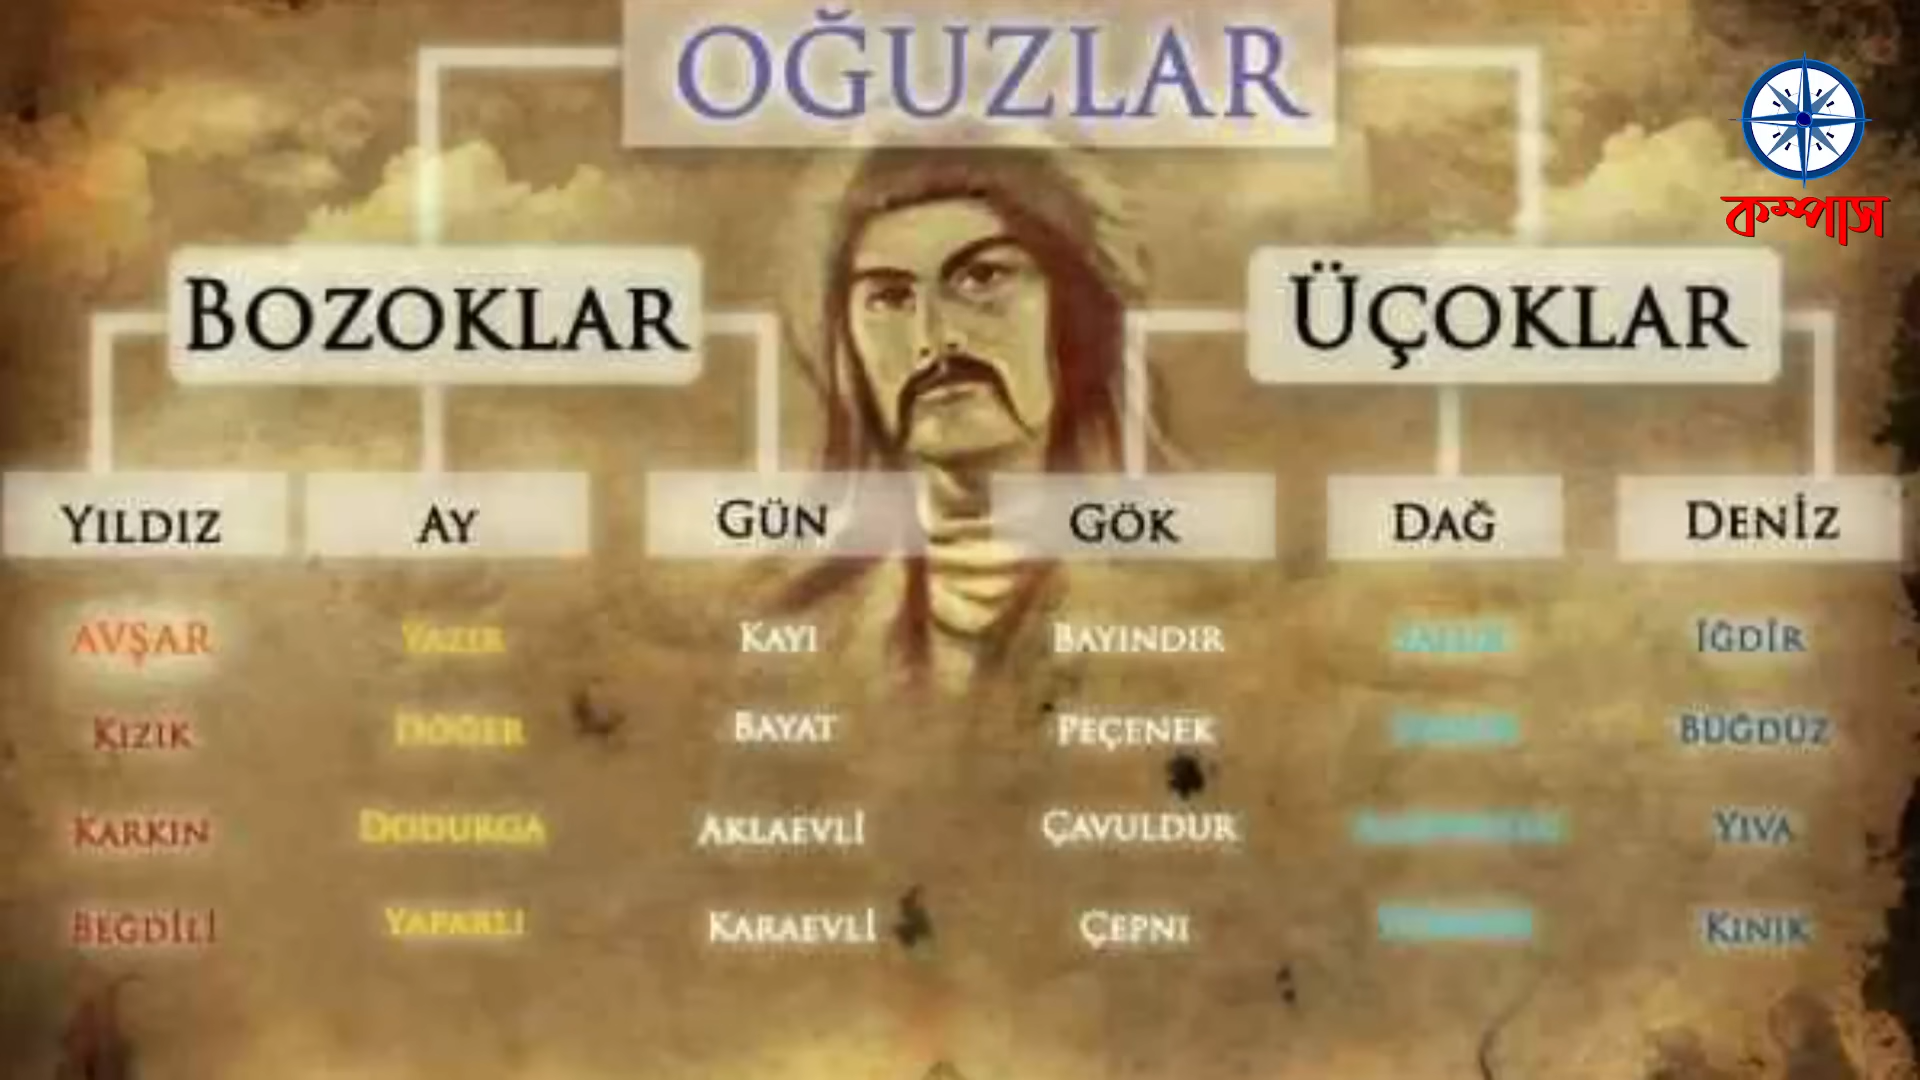 OĞUZLAR
কম্পাস
BOZOKLAR
ÜÇOKLAR
YILDIZ
AY
GÜN
GÖK
DAĞ
DENİZ
AVŞAR
YAZIR
KAYI
BAYINDIR
İĞDİR
KIZIK
DÖĞER
BAYAT
PEÇENEK
BÜĞDÜZ
KARKIN
DODURGA
AKLAEVLİ
ÇAVULDUR
YIVA
BEĞDİLİ
YAPARLI
KARAEVLİ
ÇEPNI
KINIK